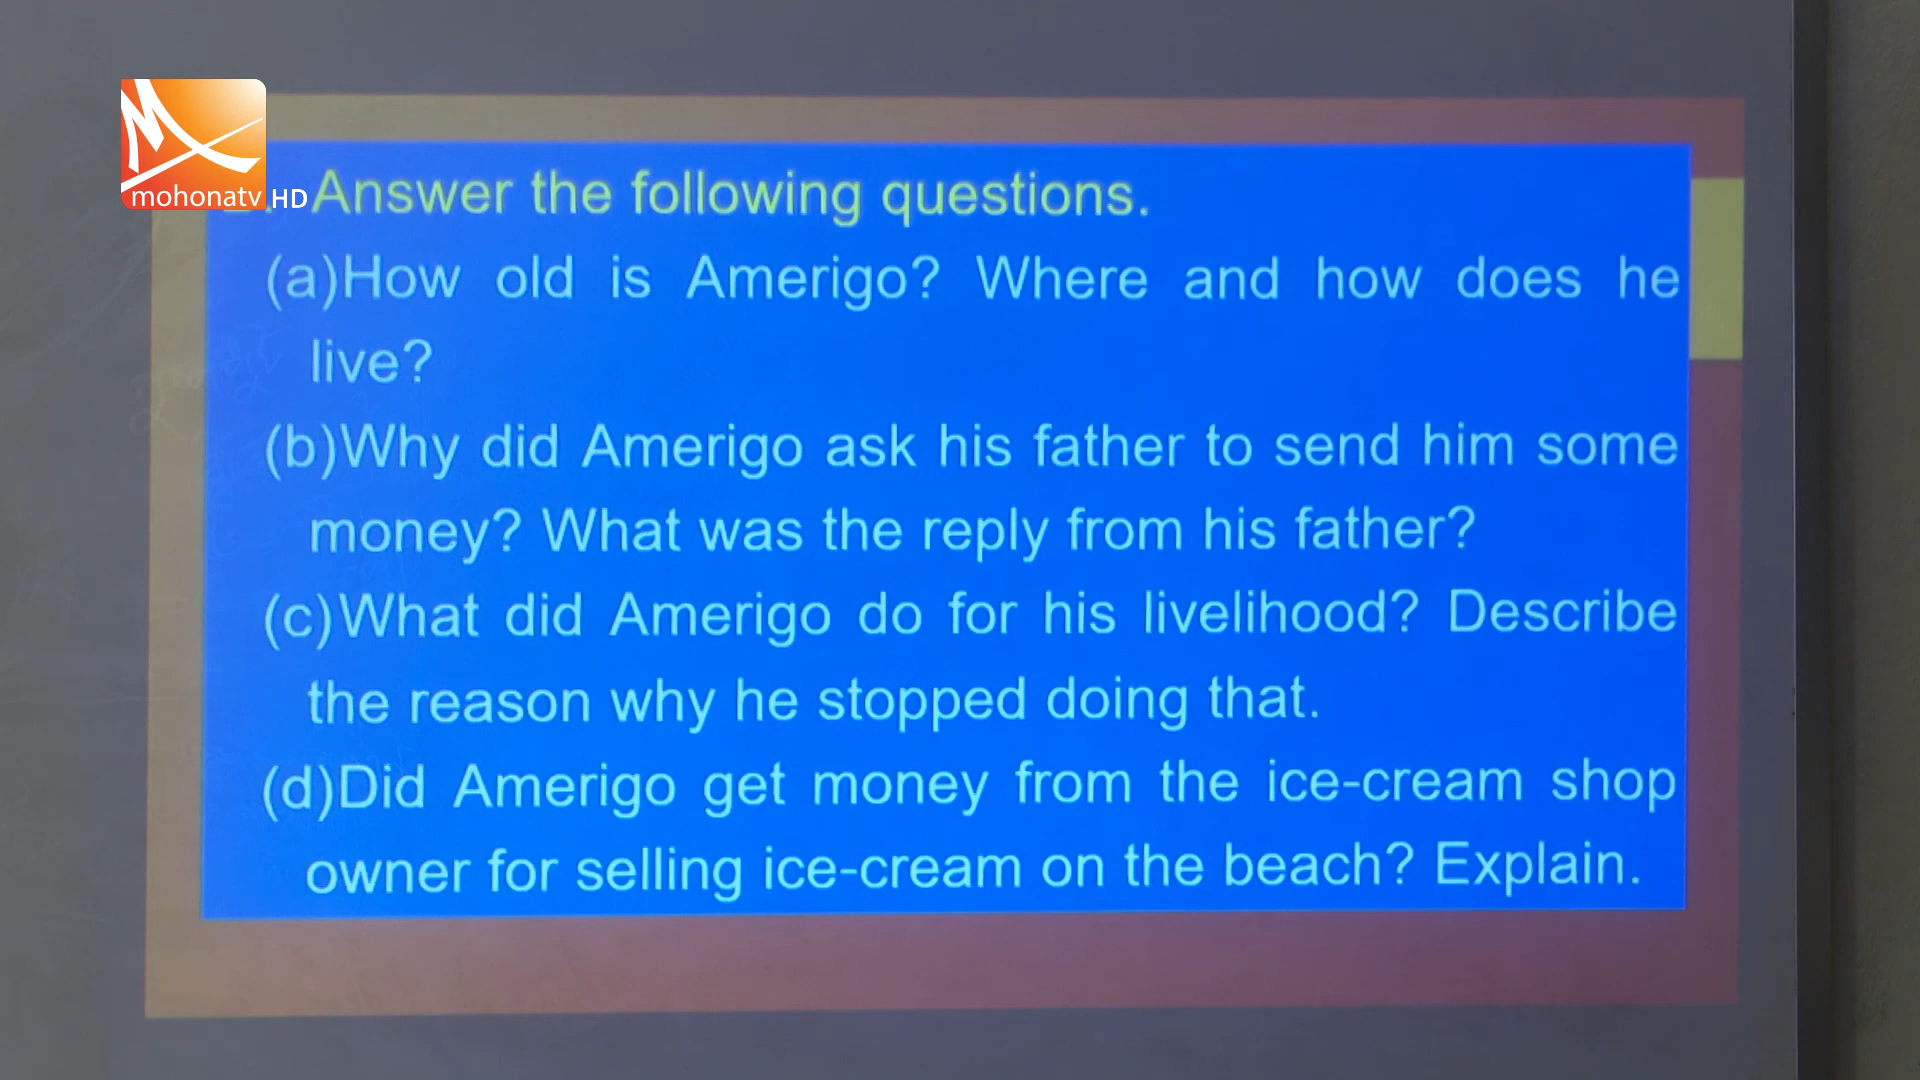 mohonatv HD
Answer the following questions.
(a)How old is Amerigo? Where and how does he
live?
(b)Why did Amerigo ask his father to send him some
money? What was the reply from his father?
(c)What did Amerigo do for his livelihood? Describe
the reason why he stopped doing that.
(d)Did Amerigo get money from the ice-cream shop
owner for selling ice-cream on the beach? Explain.